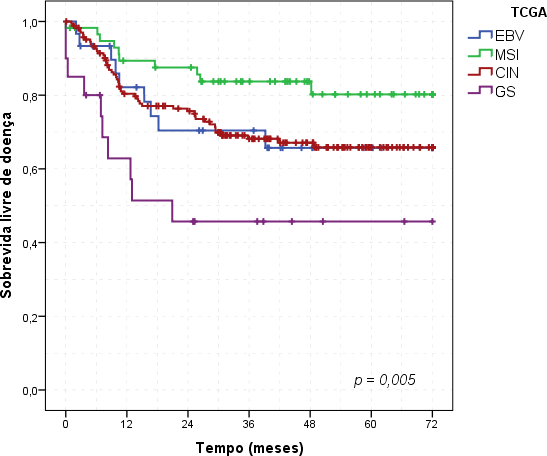 TCGA
EBV
MSI
CIN
GS
Sobrevida livre de doença
1,0
0,8
0,6
0,4
0,2
0,0
p = 0,005
0 12 24 36 48 60 72
Tempo (meses)